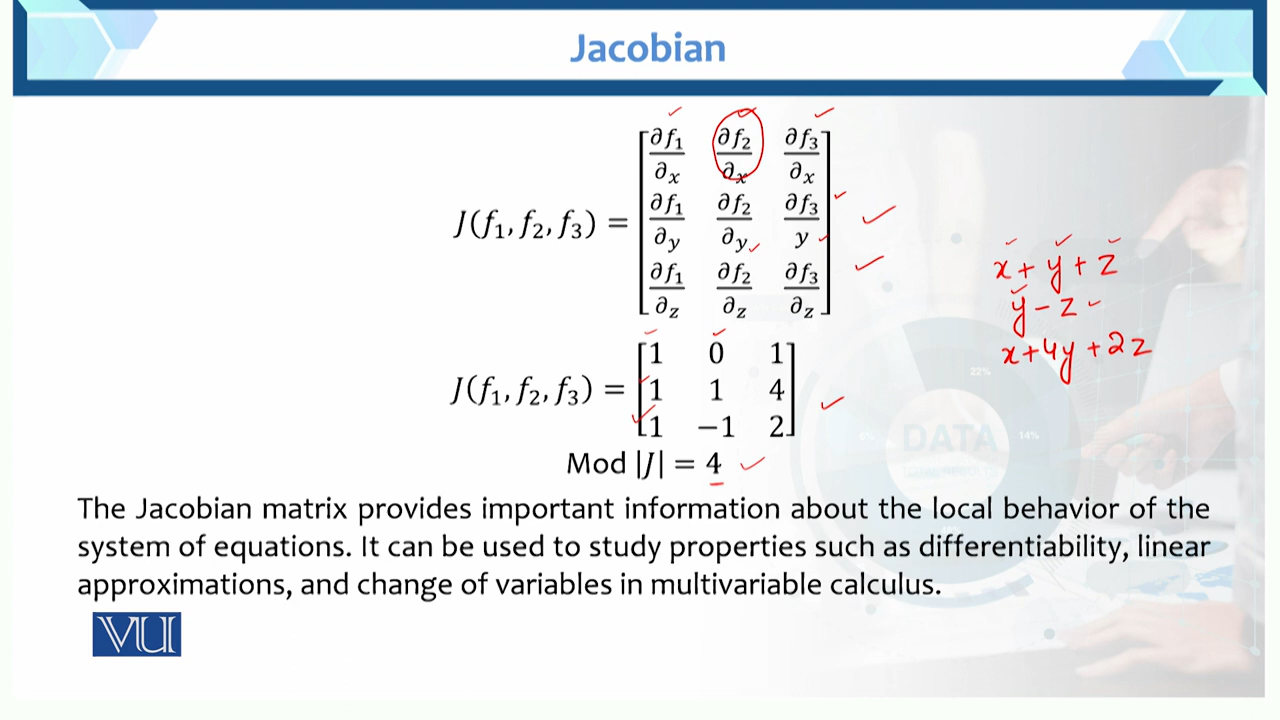 Jacobian
J(f₁, f₂, f₃) = [∂f₁/∂x ∂f₂/∂x ∂f₃/∂x
∂f₁/∂y ∂f₂/∂y ∂f₃/y
∂f₁/∂z ∂f₂/∂z ∂f₃/∂z]
x + y + z
y - z
x + 4y + 2z
J(f₁, f₂, f₃) = [1 0 1
1 1 4
1 −1 2]
Mod |J| = 4
The Jacobian matrix provides important information about the local behavior of the
system of equations. It can be used to study properties such as differentiability, linear
approximations, and change of variables in multivariable calculus.
VU
22%
14%
DATA